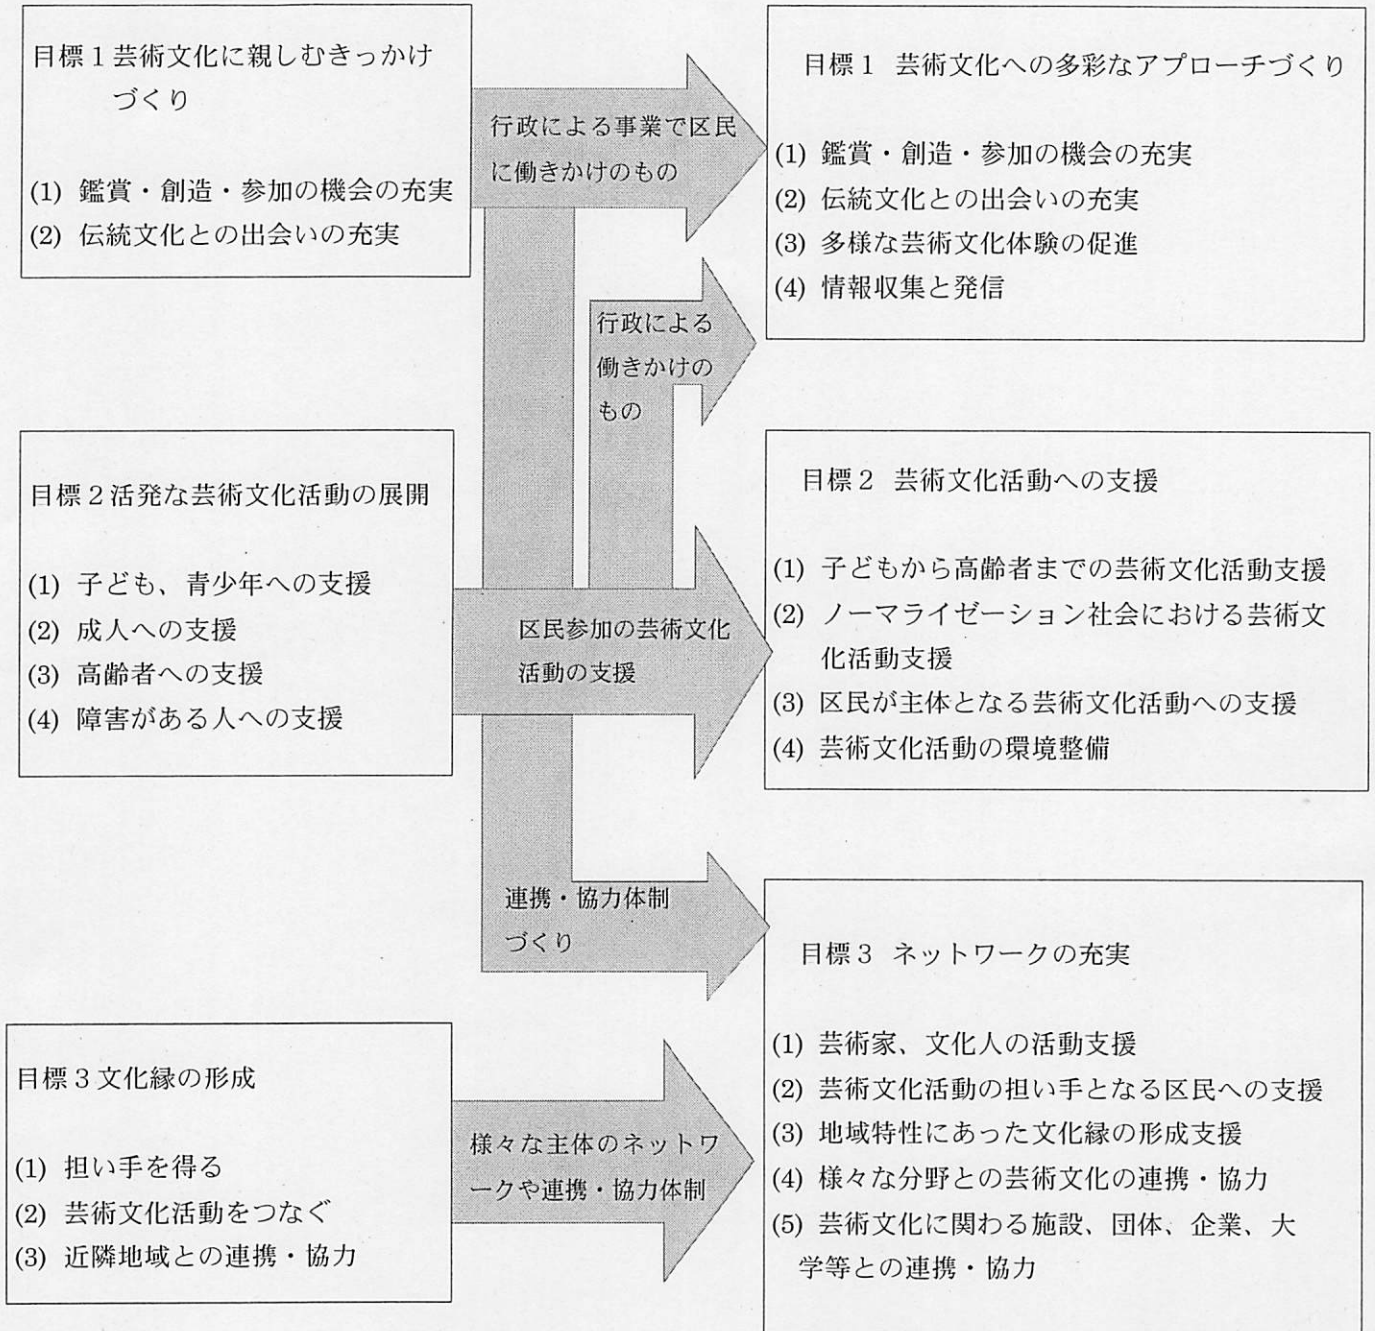 目標1芸術文化に親しむきっかけ
づくり
(1) 鑑賞・創造・参加の機会の充実
(2) 伝統文化との出会いの充実
行政による事業で区民
に働きかけのもの
目標1 芸術文化への多彩なアプローチづくり
(1) 鑑賞・創造・参加の機会の充実
(2) 伝統文化との出会いの充実
(3) 多様な芸術文化体験の促進
(4) 情報収集と発信
行政による
働きかけの
もの
目標2活発な芸術文化活動の展開
(1) 子ども、青少年への支援
(2) 成人への支援
(3) 高齢者への支援
(4) 障害がある人への支援
区民参加の芸術文化
活動の支援
目標2 芸術文化活動への支援
(1) 子どもから高齢者までの芸術文化活動支援
(2) ノーマライゼーション社会における芸術文
化活動支援
(3) 区民が主体となる芸術文化活動への支援
(4) 芸術文化活動の環境整備
連携・協力体制
づくり
目標3文化縁の形成
(1) 担い手を得る
(2) 芸術文化活動をつなぐ
(3) 近隣地域との連携・協力
様々な主体のネットワ
ークや連携・協力体制
目標3 ネットワークの充実
(1) 芸術家、文化人の活動支援
(2) 芸術文化活動の担い手となる区民への支援
(3) 地域特性にあった文化縁の形成支援
(4) 様々な分野との芸術文化の連携・協力
(5) 芸術文化に関わる施設、団体、企業、大
学等との連携・協力